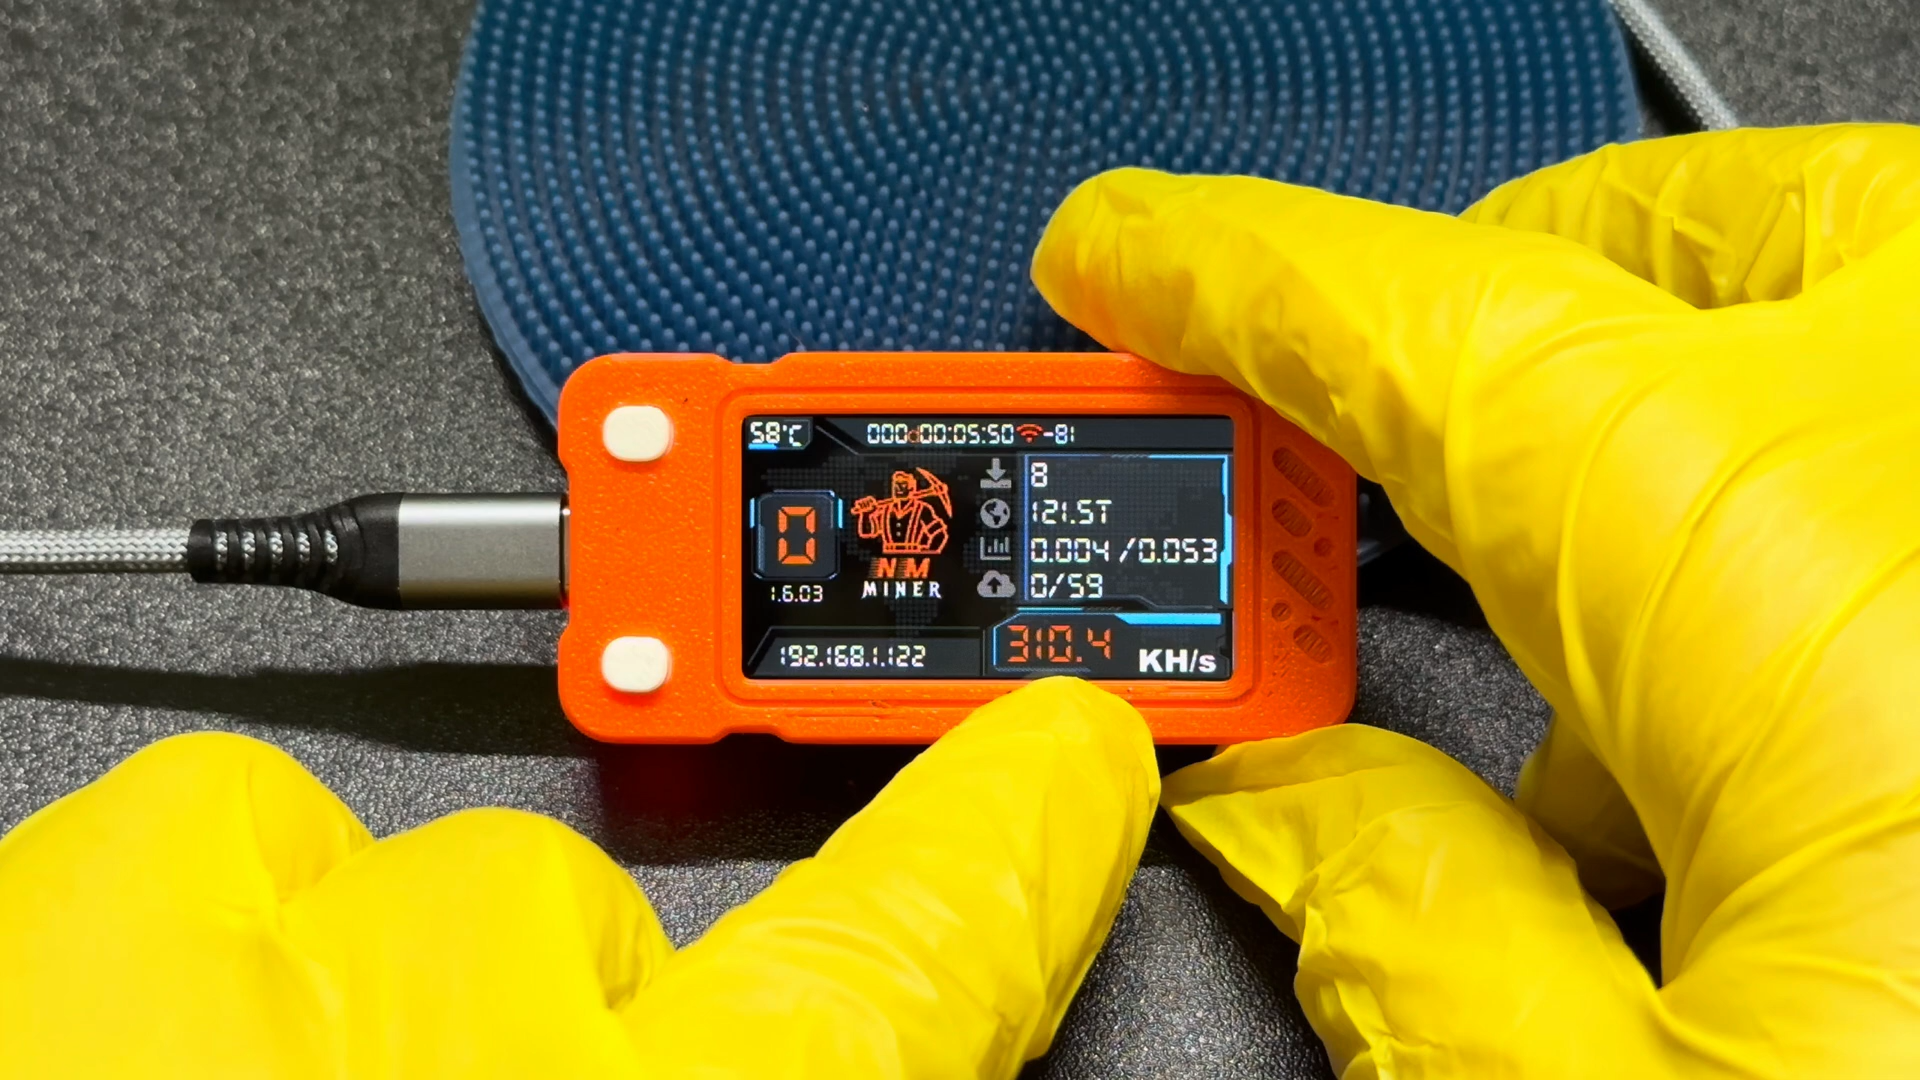 58°C
000d00:05:50 -81
8
121.5T
0.004 /0.053
0/59
0
1.6.03
NM
MINER
192.168.1.122
310.4 KH/s